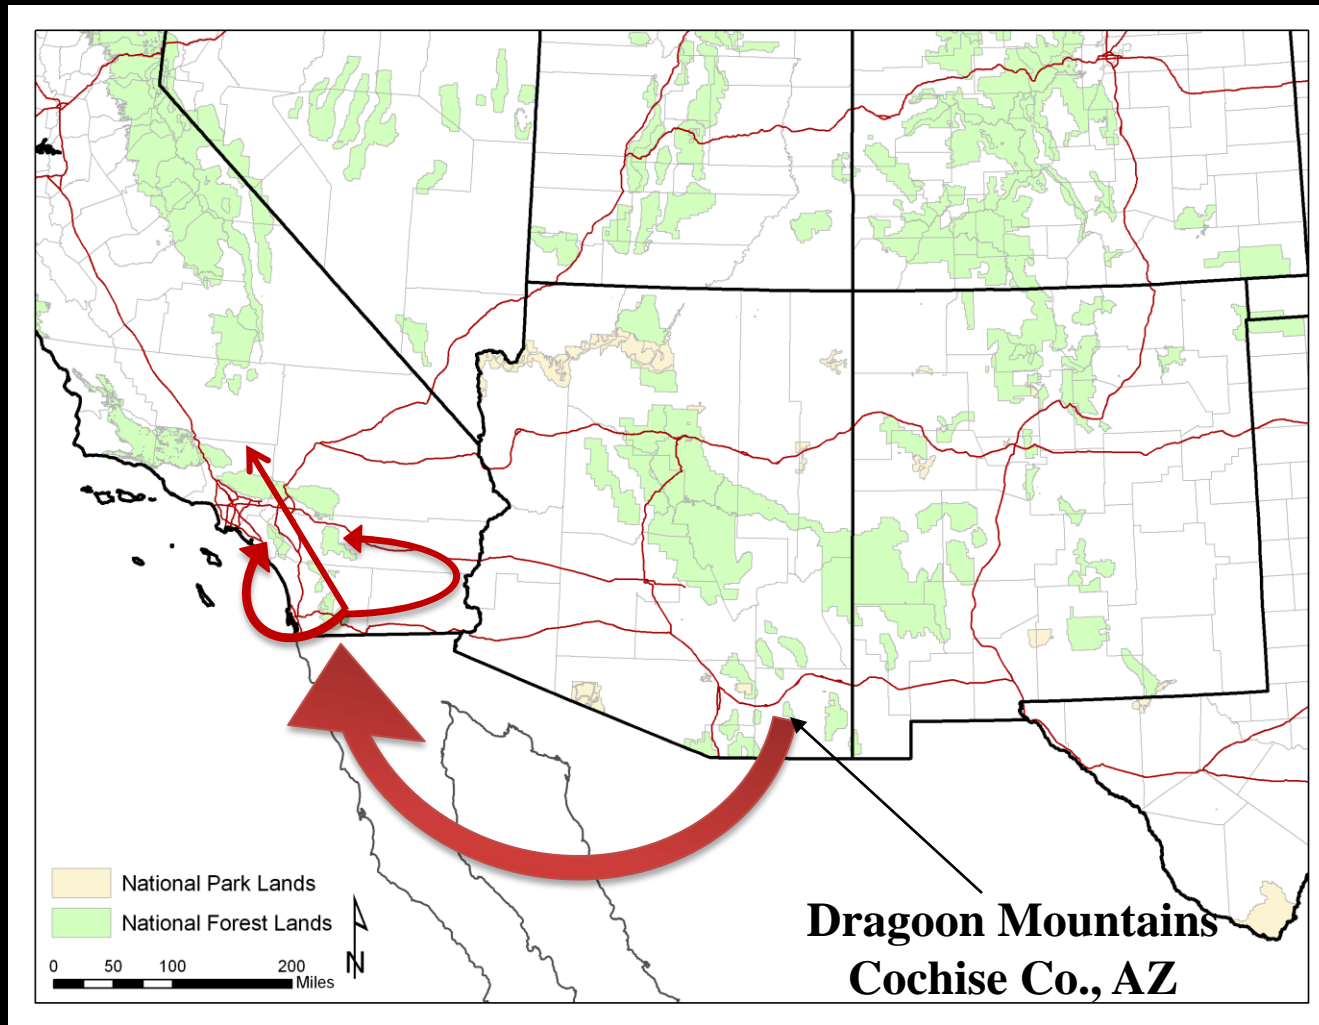 National Park Lands
National Forest Lands
N
0 50 100 200
Miles
Dragoon Mountains
Cochise Co., AZ